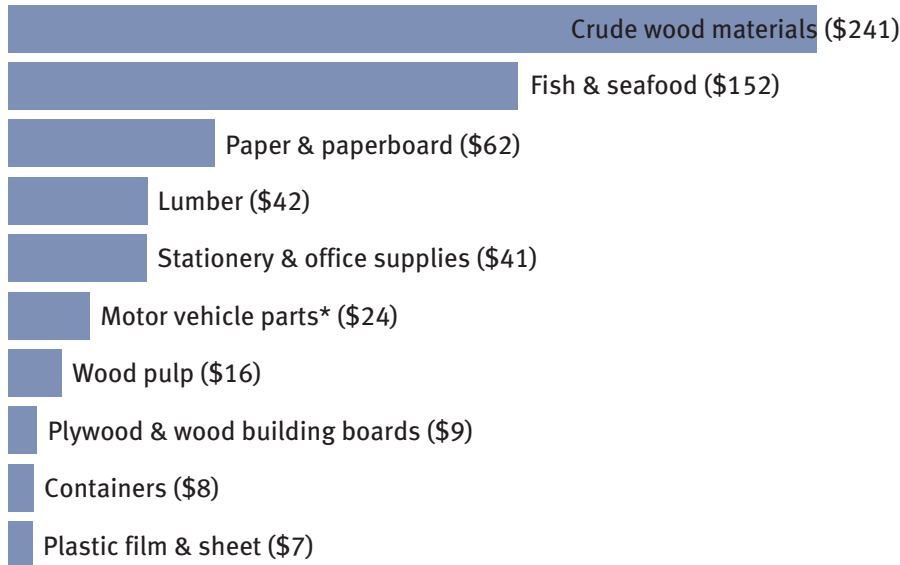 Crude wood materials ($241)
Fish & seafood ($152)
Paper & paperboard ($62)
Lumber ($42)
Stationery & office supplies ($41)
Motor vehicle parts* ($24)
Wood pulp ($16)
Plywood & wood building boards ($9)
Containers ($8)
Plastic film & sheet ($7)